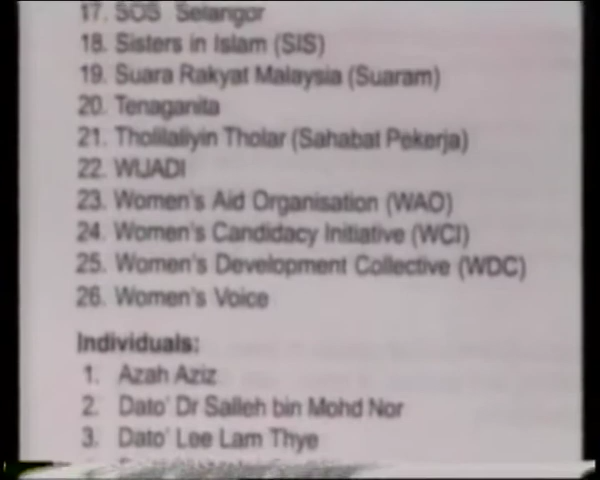 17. SOS Selangor
18. Sisters in Islam (SIS)
19. Suara Rakyat Malaysia (Suaram)
20. Tenaganita
21. Thollilaliyin Tholar (Sahabat Pekerja)
22. WIJADI
23. Women's Aid Organisation (WAO)
24. Women's Candidacy Initiative (WCI)
25. Women's Development Collective (WDC)
26. Women's Voice
Individuals:
1. Azah Aziz
2. Dato' Dr Salleh bin Mohd Nor
3. Dato' Lee Lam Thye